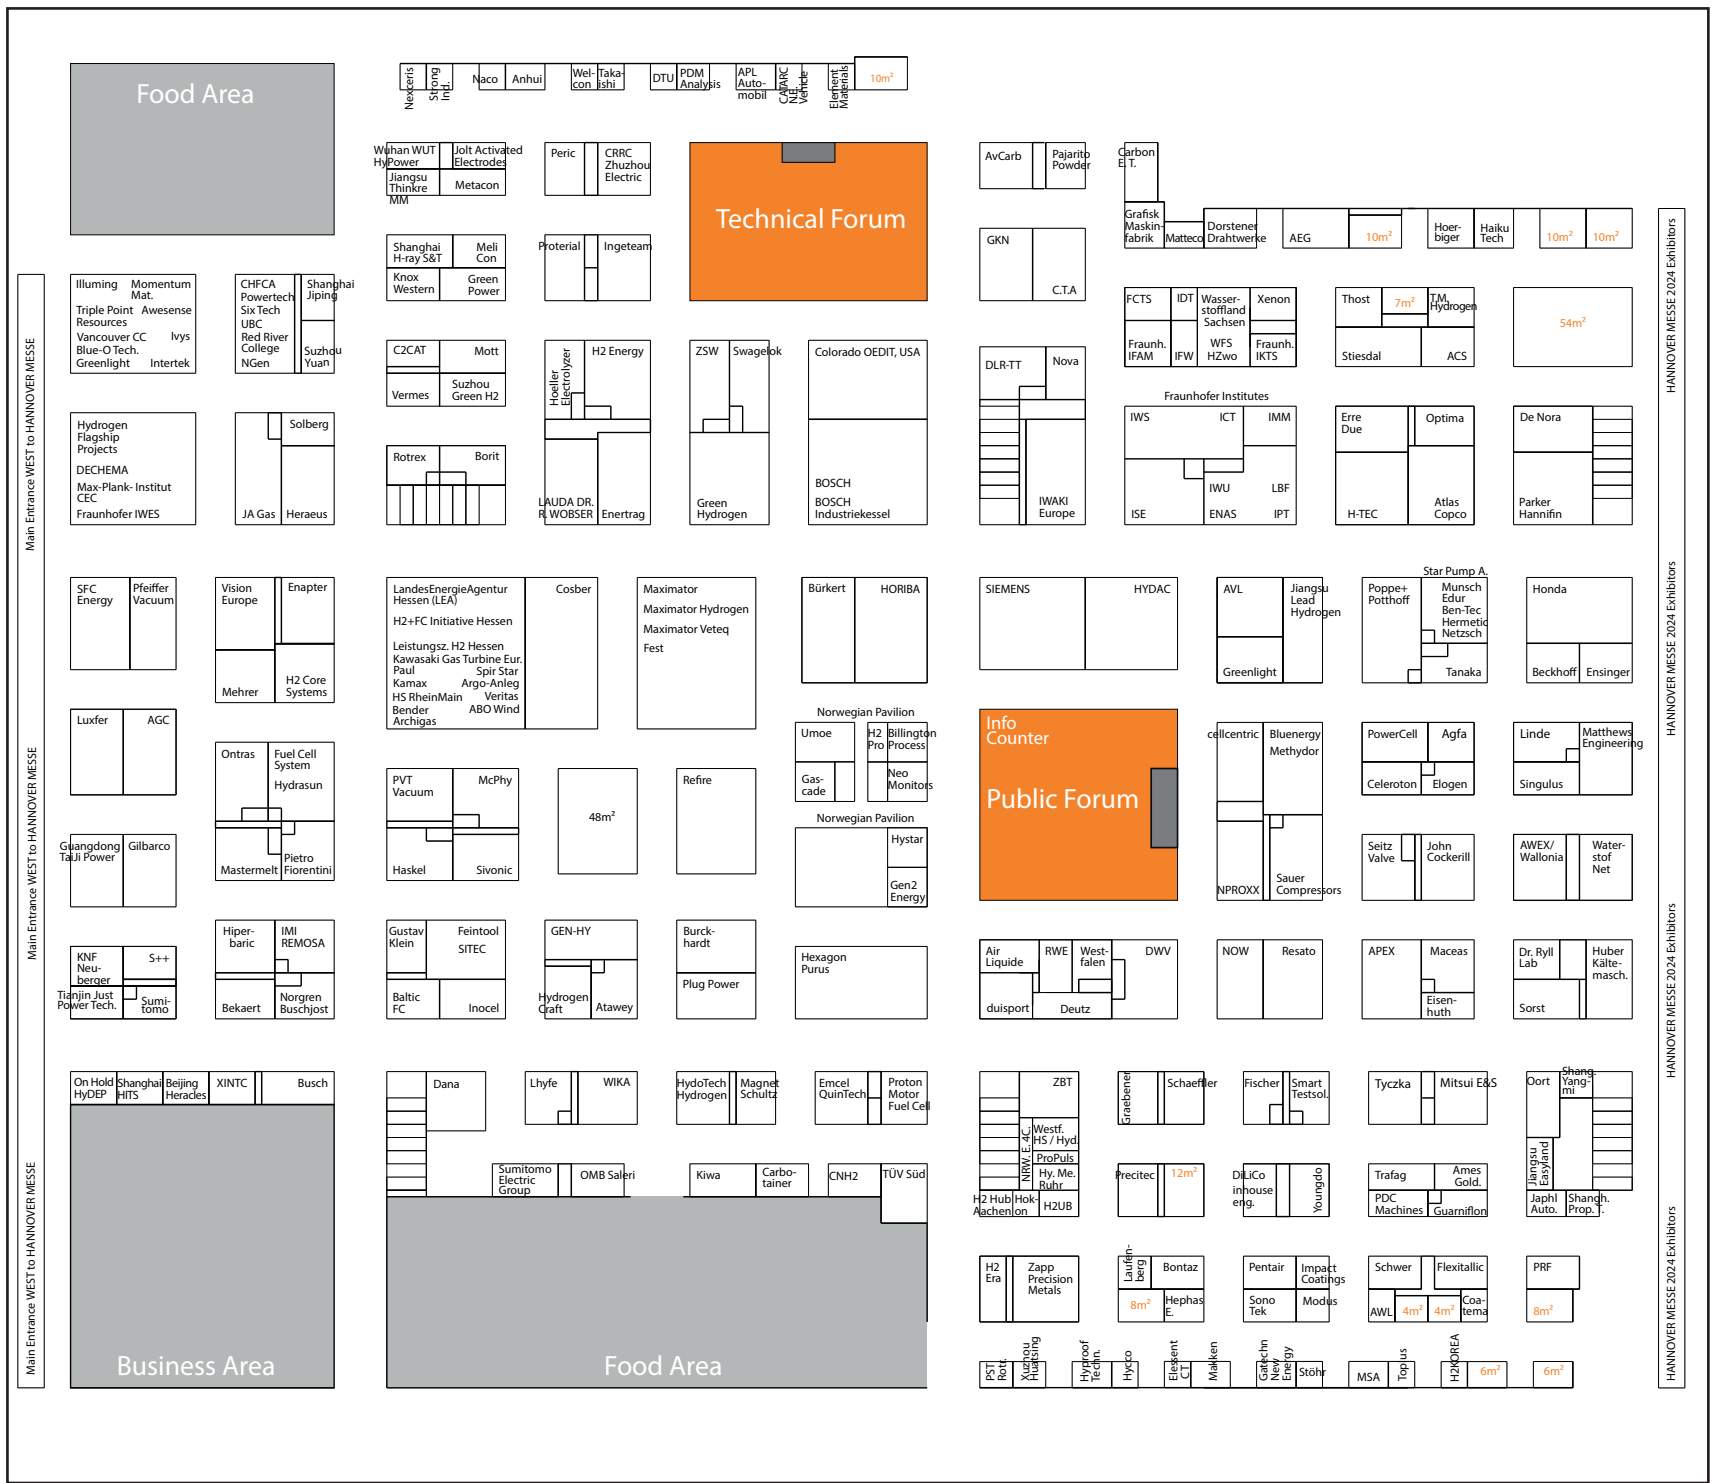 Food Area
Nexceris
Strong
Ind.
Naco
Anhui
Wel-
con
Taka-
ishi
DTU
PDM
Analysis
APL
Auto-
mobil
CATARC
N.E.
Vehicle
Element
Materials
10m²
Wuhan WUT
HyPower
Jolt Activated
Electrodes
Jiangsu
Thinkre
MM
Metacon
Peric
CRRC
Zhuzhou
Electric
Technical Forum
AvCarb
Pajarito
Powder
Carbon
E. T.
Grafisk
Maskin-
fabrik
Matteco
Dorstener
Drahtwerke
AEG
10m²
Hoer-
biger
Haiku
Tech
10m²
10m²
Shanghai
H-ray S&T
Meli
Con
Knox
Western
Green
Power
Proterial
Ingeteam
GKN
C.T.A
Illuming
Momentum
Mat.
Triple Point
Resources
Awesense
Vancouver CC
Ivys
Blue-O Tech.
Greenlight
Intertek
CHFCA
Powertech
Six Tech
UBC
Red River
College
NGen
Shanghai
Jiping
Suzhou
Yuan
C2CAT
Mott
Vermes
Suzhou
Green H2
Hoeller
Electrolyzer
H2 Energy
ZSW
Swagelok
Colorado OEDIT, USA
DLR-TT
Nova
FCTS
IDT
Wasser-
stoffland
Sachsen
Xenon
Fraunh.
IFAM
IFW
WFS
HZwo
Fraunh.
IKTS
Thost
7m²
T.M.
Hydrogen
Stiesdal
ACS
54m²
Hydrogen
Flagship
Projects
DECHEMA
Max-Plank- Institut
CEC
Fraunhofer IWES
JA Gas
Solberg
Heraeus
Rotrex
Borit
LAUDA DR.
R. WOBSER
Enertrag
Green
Hydrogen
BOSCH
BOSCH
Industriekessel
IWAKI
Europe
Fraunhofer Institutes
IWS
ICT
IMM
IWU
LBF
ISE
ENAS
IPT
Erre
Due
Optima
H-TEC
Atlas
Copco
De Nora
Parker
Hannifin
SFC
Energy
Pfeiffer
Vacuum
Vision
Europe
Enapter
Mehrer
H2 Core
Systems
LandesEnergieAgentur
Hessen (LEA)
H2+FC Initiative Hessen
Leistungsz. H2 Hessen
Kawasaki Gas Turbine Eur.
Paul
Spir Star
Kamax
Argo-Anleg
HS RheinMain
Veritas
Bender
ABO Wind
Archigas
Cosber
Maximator
Maximator Hydrogen
Maximator Veteq
Fest
Bürkert
HORIBA
SIEMENS
HYDAC
AVL
Jiangsu
Lead
Hydrogen
Greenlight
Star Pump A.
Poppe+
Potthoff
Munsch
Edur
Ben-Tec
Hermetic
Netzsch
Tanaka
Honda
Beckhoff
Ensinger
Luxfer
AGC
Ontras
Fuel Cell
System
Hydrasun
Mastermelt
Pietro
Fiorentini
PVT
Vacuum
McPhy
Haskel
Sivonic
48m²
Refire
Norwegian Pavilion
Umoe
H2
Pro
Billington
Process
Gas-
cade
Neo
Monitors
Norwegian Pavilion
Hystar
Gen2
Energy
Info
Counter
Public Forum
cellcentric
Bluenergy
Methydor
NPROXX
Sauer
Compressors
PowerCell
Agfa
Celeroton
Elogen
Linde
Matthews
Engineering
Singulus
Guangdong
TaiJi Power
Gilbarco
Seitz
Valve
John
Cockerill
AWEX/
Wallonia
Water-
stof
Net
KNF
Neu-
berger
S++
Tianjin Just
Power Tech.
Sumi-
tomo
Hiper-
baric
IMI
REMOSA
Bekaert
Norgren
Buschjost
Gustav
Klein
Feintool
SITEC
Baltic
FC
Inocel
GEN-HY
Hydrogen
Craft
Atawey
Burck-
hardt
Plug Power
Hexagon
Purus
Air
Liquide
RWE
West-
falen
DWV
duisport
Deutz
NOW
Resato
APEX
Maceas
Eisen-
huth
Dr. Ryll
Lab
Huber
Kälte-
masch.
Sorst
On Hold
HyDEP
Shanghai
HITS
Beijing
Heracles
XINTC
Busch
Business Area
Dana
Lhyfe
WIKA
HydoTech
Hydrogen
Magnet
Schultz
Emcel
QuinTech
Proton
Motor
Fuel Cell
Sumitomo
Electric
Group
OMB Saleri
Kiwa
Carbo-
tainer
CNH2
TÜV Süd
Food Area
ZBT
NRW. E. 4C.
Westf.
HS / Hyd.
ProPuls
Hy. Me.
Ruhr
H2 Hub
Aachen
Hok-
on
H2UB
Graebener
Schaeffler
Fischer
Smart
Testsol.
Tyczka
Mitsui E&S
Oort
Shang.
Yang-
mi
Jiangsu
Easyland
Japhl
Auto.
Shangh.
Prop. T.
Precitec
12m²
DiLiCo
inhouse
eng.
Youngdo
Trafag
Ames
Gold.
PDC
Machines
Guarniflon
H2
Era
Zapp
Precision
Metals
Laufen-
berg
Bontaz
8m²
Hephas
E.
Pentair
Impact
Coatings
Sono
Tek
Modus
Schwer
Flexitallic
AWL
4m²
4m²
Coa-
tema
PRF
8m²
PST
Rotr.
Xuzhou
Huatsing
Hyproof
Techn.
Hycco
Elessent
CT
Makken
Gatechn
New
Energy
Stöhr
MSA
Toplus
H2KOREA
6m²
6m²
Main Entrance WEST to HANNOVER MESSE
Main Entrance WEST to HANNOVER MESSE
Main Entrance WEST to HANNOVER MESSE
HANNOVER MESSE 2024 Exhibitors
HANNOVER MESSE 2024 Exhibitors
HANNOVER MESSE 2024 Exhibitors
HANNOVER MESSE 2024 Exhibitors